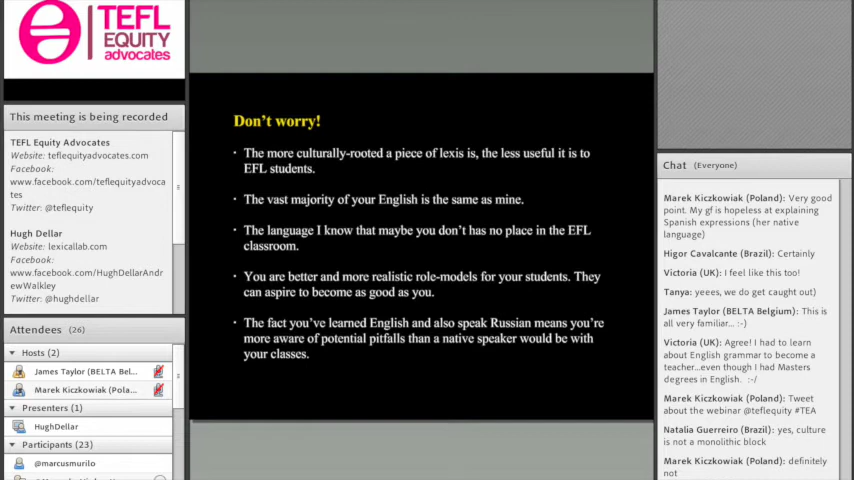 TEFL
EQUITY
advocates
This meeting is being recorded
TEFL Equity Advocates
Website: teflequityadvocates.com
Facebook:
www.facebook.com/teflequityadvoca
tes
Twitter: @teflequity
Hugh Dellar
Website: lexicallab.com
Facebook:
www.facebook.com/HughDellarAndr
ewWalkley
Twitter: @hughdellar
Attendees (26)
Hosts (2)
James Taylor (BELTA Bel...
Marek Kiczkowiak (Pola...
Presenters (1)
HughDellar
Participants (23)
@marcusmurilo
Don't worry!
• The more culturally-rooted a piece of lexis is, the less useful it is to
EFL students.
• The vast majority of your English is the same as mine.
• The language I know that maybe you don't has no place in the EFL
classroom.
• You are better and more realistic role-models for your students. They
can aspire to become as good as you.
• The fact you've learned English and also speak Russian means you're
more aware of potential pitfalls than a native speaker would be with
your classes.
Chat (Everyone)
Marek Kiczkowiak (Poland): Very good
point. My gf is hopeless at explaining
Spanish expressions (her native
language)
Higor Cavalcante (Brazil): Certainly
Victoria (UK): I feel like this too!
Tanya: yeees, we do get caught out)
James Taylor (BELTA Belgium): This is
all very familiar... :-)
Victoria (UK): Agree! I had to learn
about English grammar to become a
teacher...even though I had Masters
degrees in English. :-/
Marek Kiczkowiak (Poland): Tweet
about the webinar @teflequity #TEA
Natalia Guerreiro (Brazil): yes, culture
is not a monolithic block
Marek Kiczkowiak (Poland): definitely
not